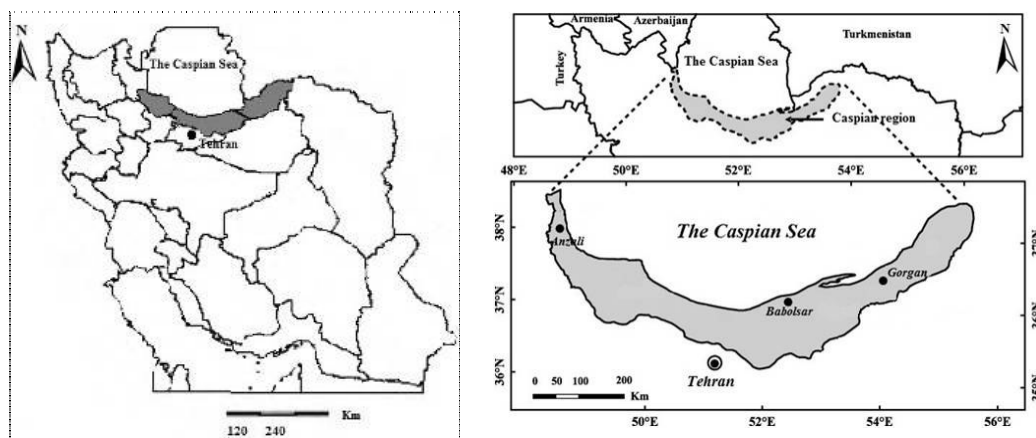 N
The Caspian Sea
Tehran
Km
120 240
Armenia
Azerbaijan
Turkey
The Caspian Sea
Turkmenistan
N
Caspian region
48°E 50°E 52°E 54°E 56°E
38°N
37°N
36°N
The Caspian Sea
Anzali
Babolsar
Gorgan
Tehran
0 50 100 200
Km
50°E 52°E 54°E 56°E